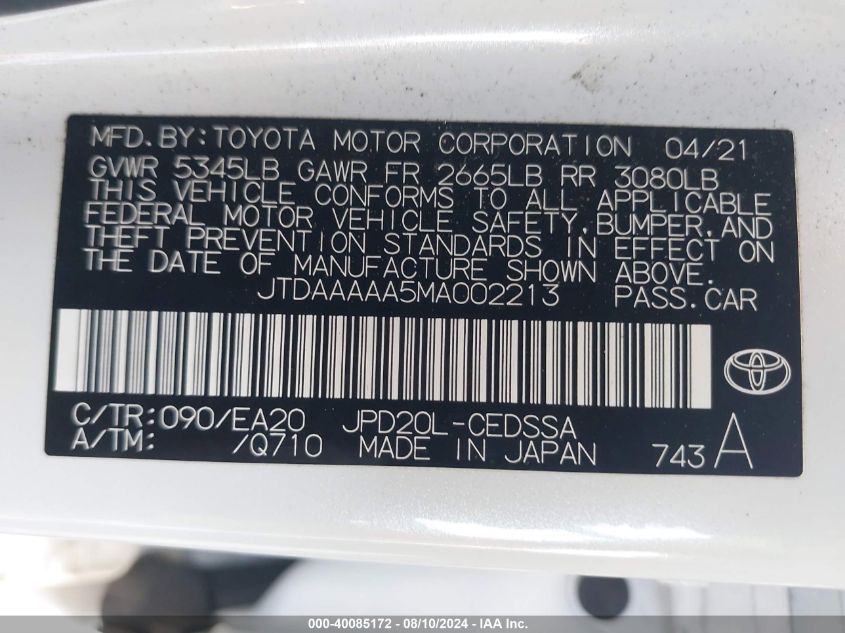 MFD.BY:TOYOTA MOTOR CORPORATION 04/21
GVWR 5345LB GAWR FR 2665LB RR 3080LB
THIS VEHICLE CONFORMS TO ALL APPLICABLE
FEDERAL MOTOR VEHICLE SAFETY,BUMPER,AND
THEFT PREVENTION STANDARDS IN EFFECT ON
THE DATE OF MANUFACTURE SHOWN ABOVE.
JTDAAAAA5MA002213 PASS.CAR
C/TR:090/EA20 JPD20L-CEDSSA
A/TM: /Q710 MADE IN JAPAN 743 A
000-40085172 - 08/10/2024 - IAA Inc.